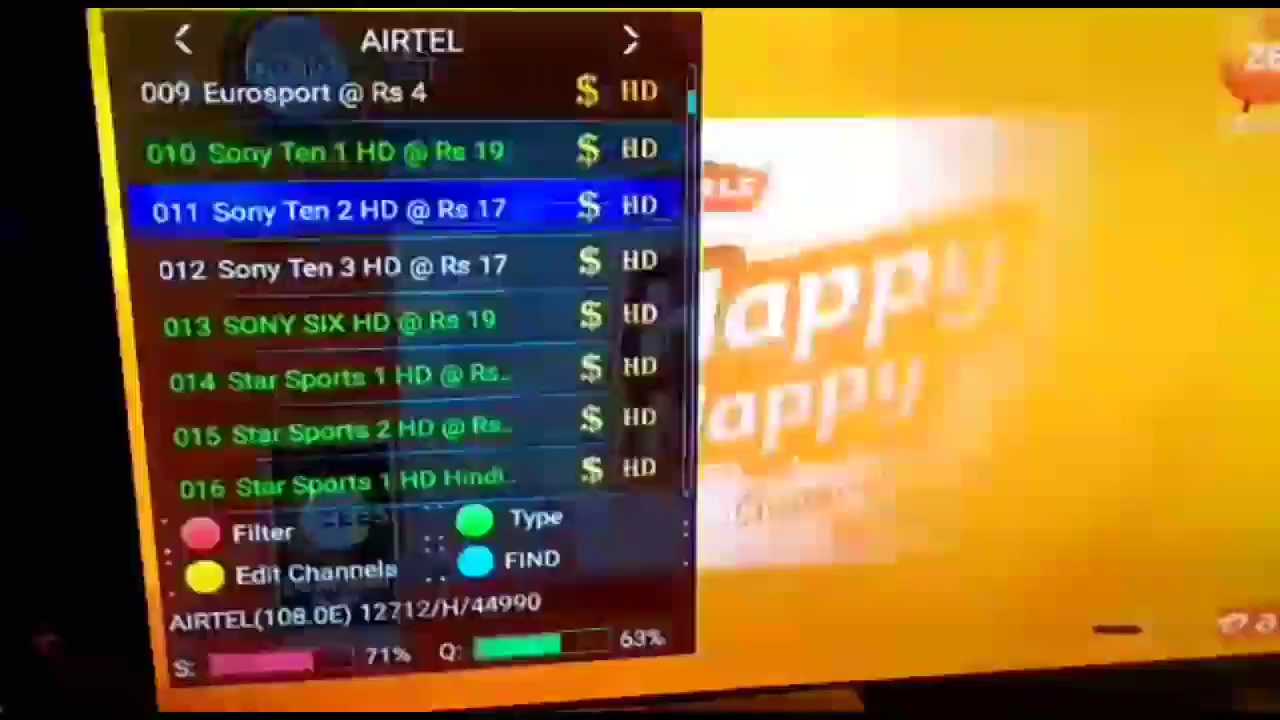 AIRTEL
009 Eurosport @ Rs 4 $ HD
010 Sony Ten 1 HD @ Rs 19 $ HD
011 Sony Ten 2 HD @ Rs 17 $ HD
012 Sony Ten 3 HD @ Rs 17 $ HD
013 SONY SIX HD @ Rs 19 $ HD
014 Star Sports 1 HD @ Rs.. $ HD
015 Star Sports 2 HD @ Rs.. $ HD
016 Star Sports 1 HD Hindi.. $ HD
Filter Type
Edit Channels FIND
AIRTEL(108.0E) 12712/H/44990
S: 71% Q: 63%
Happy
Happy